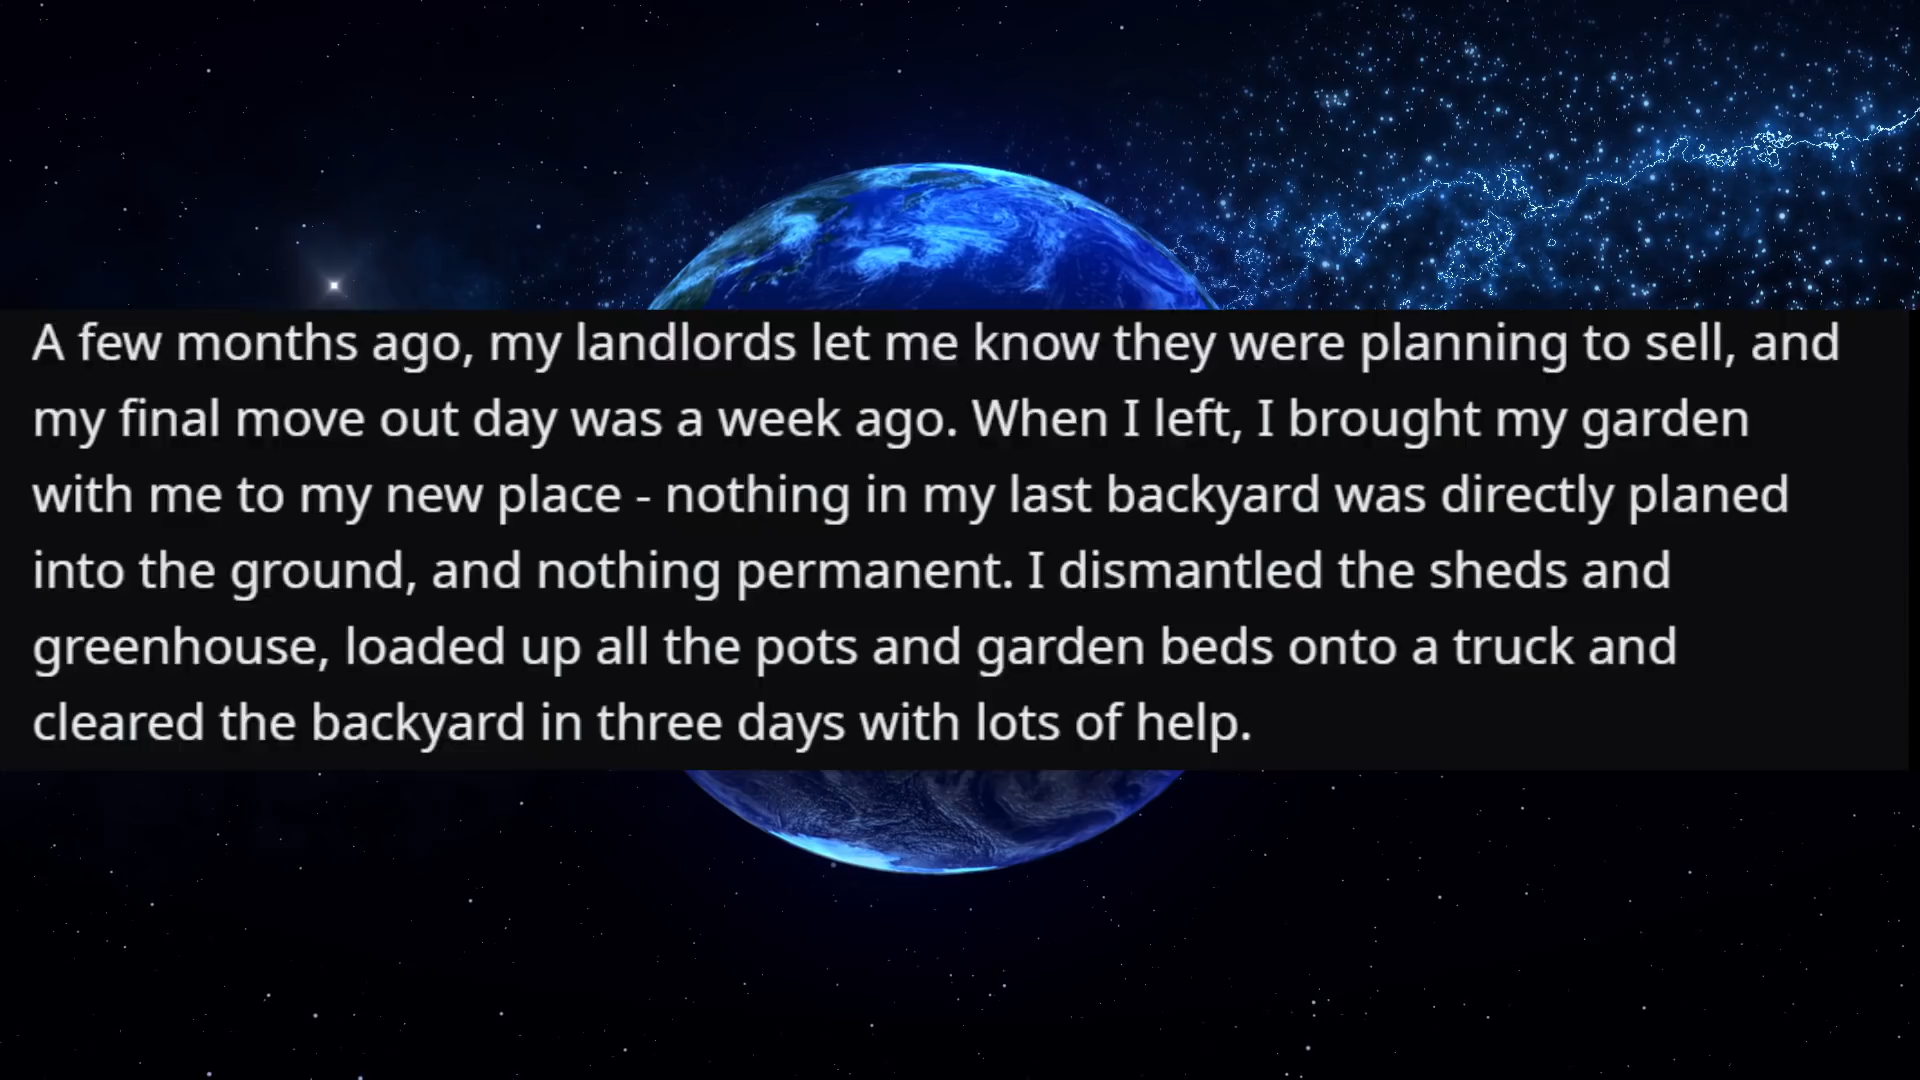 A few months ago, my landlords let me know they were planning to sell, and
my final move out day was a week ago. When I left, I brought my garden
with me to my new place - nothing in my last backyard was directly planed
into the ground, and nothing permanent. I dismantled the sheds and
greenhouse, loaded up all the pots and garden beds onto a truck and
cleared the backyard in three days with lots of help.